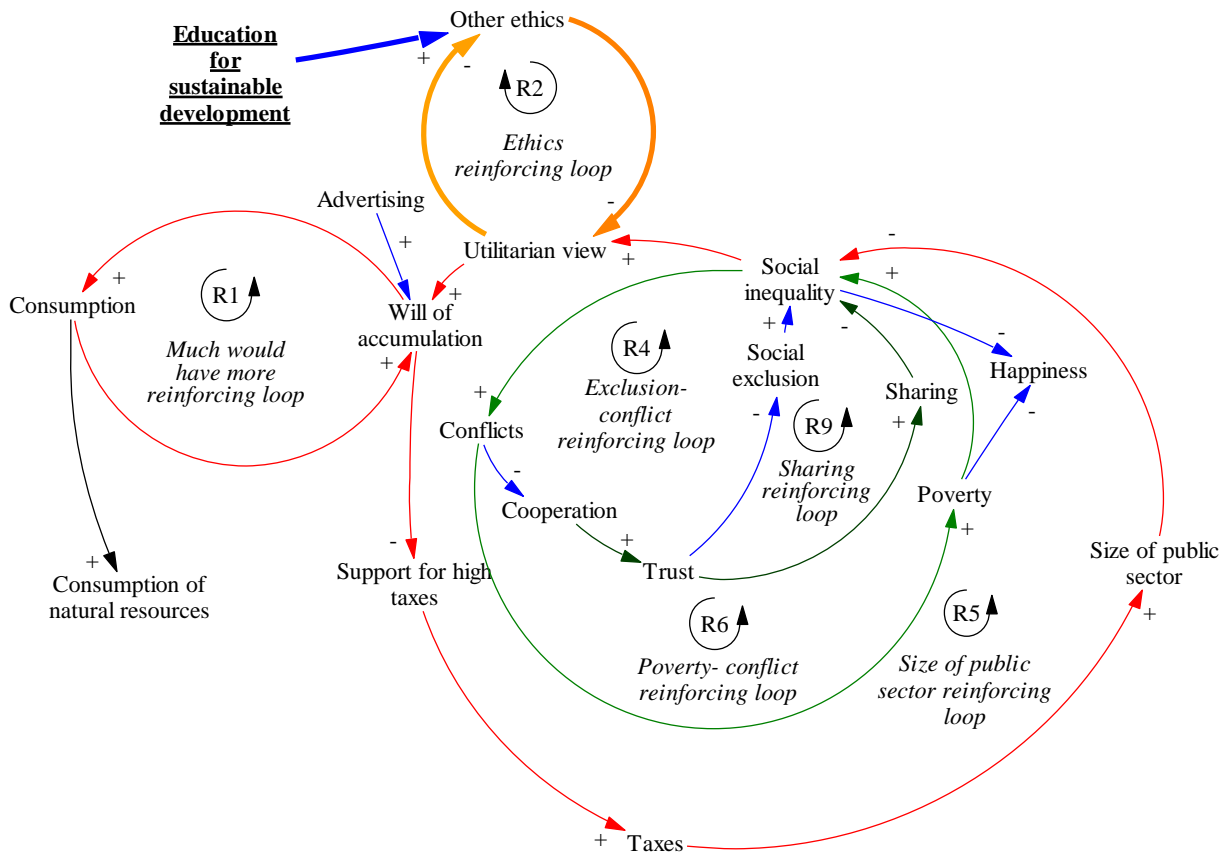 Other ethics
Education
for
sustainable
development
+
-
R2
Ethics
reinforcing loop
-
Advertising
+
Utilitarian view
+
-
Social
inequality
+
+
Consumption
R1
+
Will of
accumulation
Much would
have more
reinforcing loop
+
R4
Exclusion-
conflict
reinforcing loop
+
Social
exclusion
-
-
Happiness
Sharing
-
+
Conflicts
-
R9
+
-
Sharing
reinforcing
loop
Cooperation
Poverty
+
+
Trust
-
Support for high
taxes
+
Consumption of
natural resources
Size of public
sector
+
R6
Poverty- conflict
reinforcing loop
R5
Size of public
sector reinforcing
loop
+
Taxes